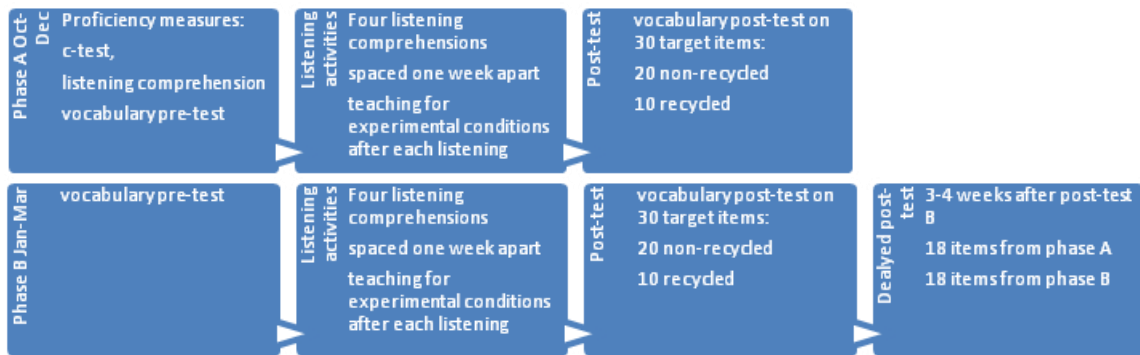 Phase A Oct-
Dec
Proficiency measures:
c-test,
listening comprehension
vocabulary pre-test
Listening
activities
Four listening
comprehensions
spaced one week apart
teaching for
experimental conditions
after each listening
Post-test
vocabulary post-test on
30 target items:
20 non-recycled
10 recycled
Phase B Jan-Mar
vocabulary pre-test
Listening
activities
Four listening
comprehensions
spaced one week apart
teaching for
experimental conditions
after each listening
Post-test
vocabulary post-test on
30 target items:
20 non-recycled
10 recycled
Dealyed post-
test
3-4 weeks after post-test
B
18 items from phase A
18 items from phase B